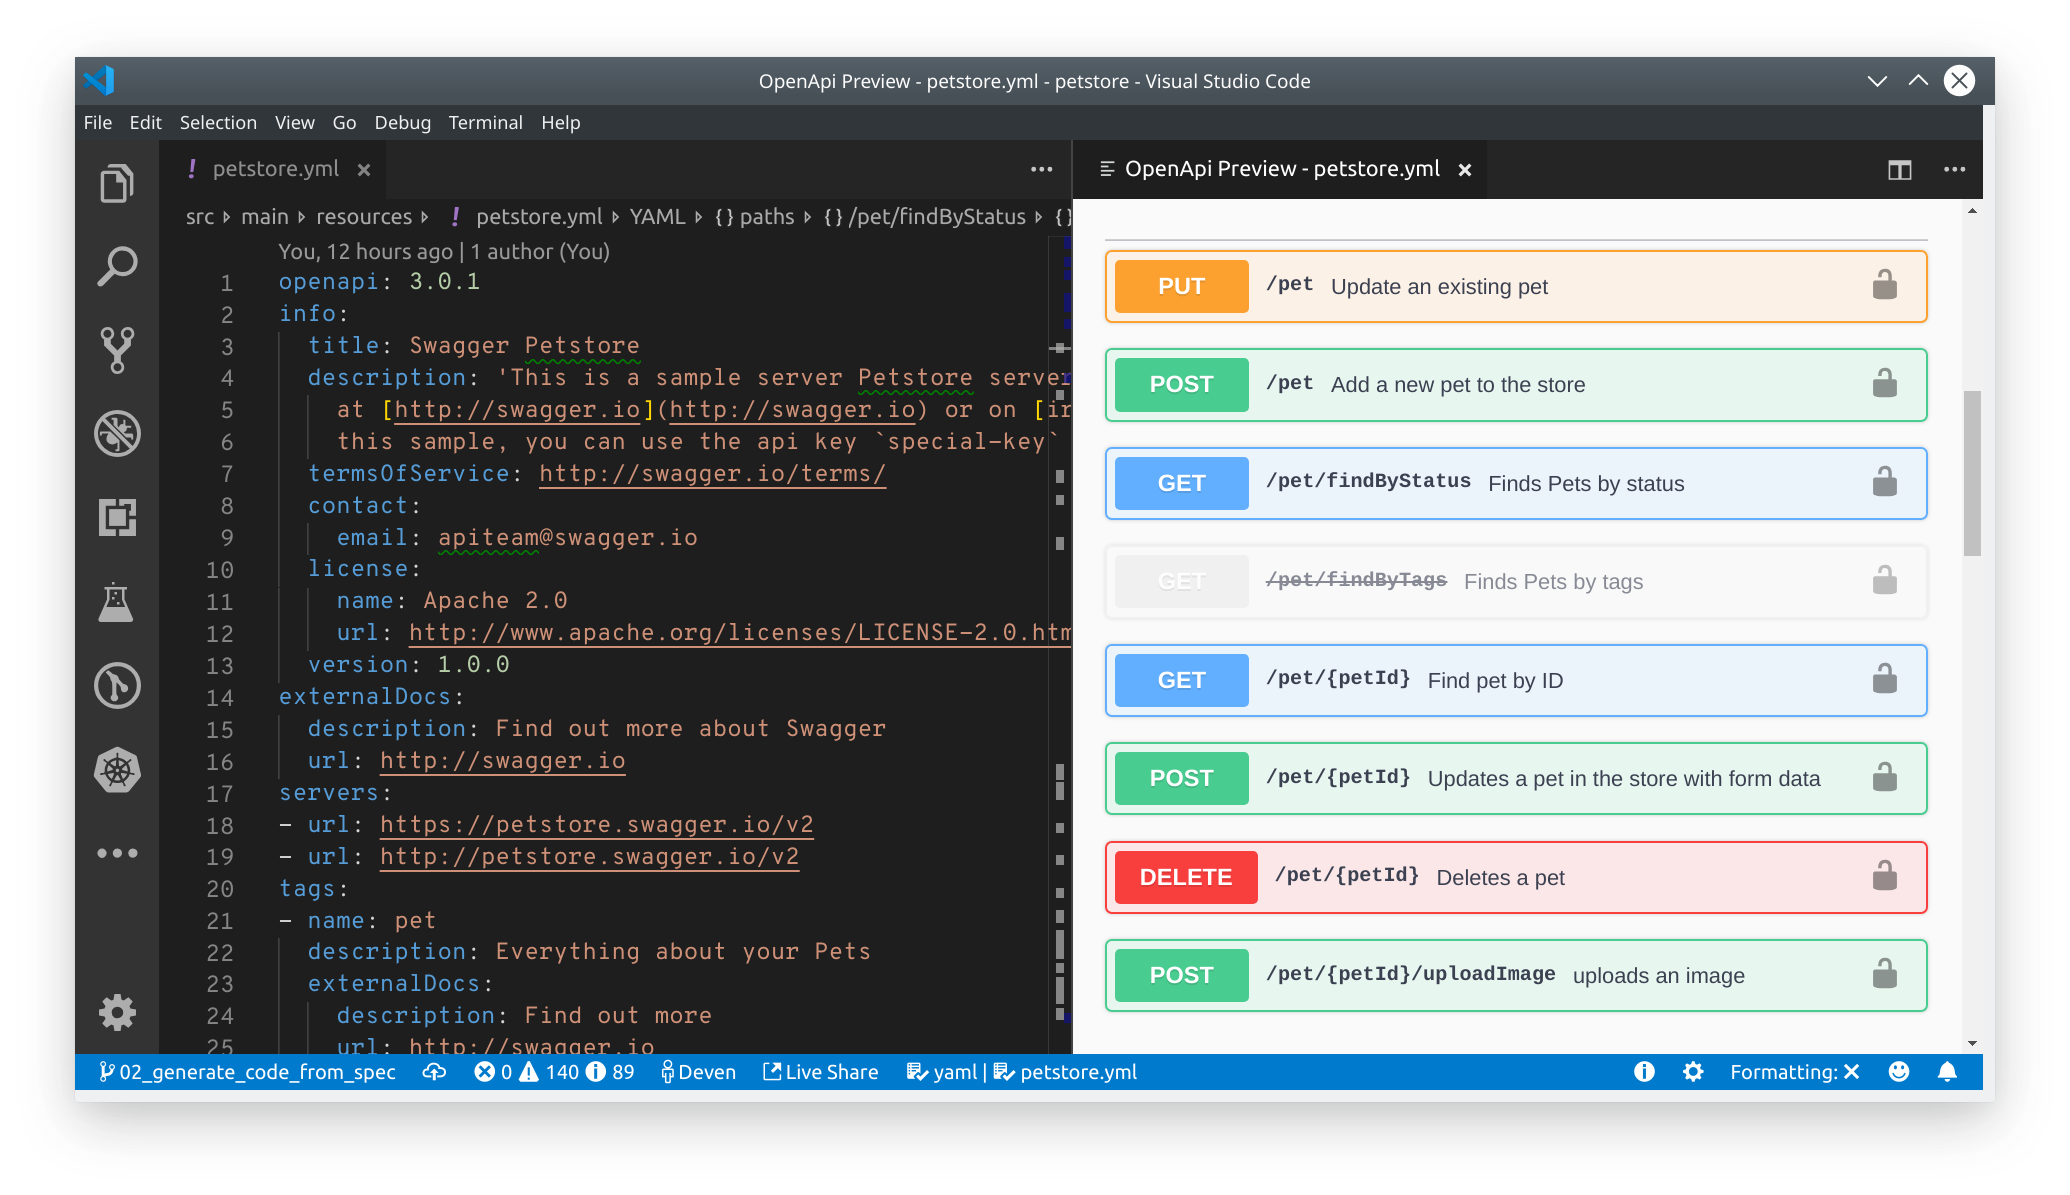 OpenApi Preview - petstore.yml - petstore - Visual Studio Code
File Edit Selection View Go Debug Terminal Help
! petstore.yml ×
src › main › resources › ! petstore.yml › YAML › {} paths › {} /pet/findByStatus › {}
You, 12 hours ago | 1 author (You)
1 openapi: 3.0.1
2 info:
3 title: Swagger Petstore
4 description: 'This is a sample server Petstore server
5 at [http://swagger.io](http://swagger.io) or on [ir
6 this sample, you can use the api key `special-key`
7 termsOfService: http://swagger.io/terms/
8 contact:
9 email: apiteam@swagger.io
10 license:
11 name: Apache 2.0
12 url: http://www.apache.org/licenses/LICENSE-2.0.htm
13 version: 1.0.0
14 externalDocs:
15 description: Find out more about Swagger
16 url: http://swagger.io
17 servers:
18 - url: https://petstore.swagger.io/v2
19 - url: http://petstore.swagger.io/v2
20 tags:
21 - name: pet
22 description: Everything about your Pets
23 externalDocs:
24 description: Find out more
25 url: http://swagger.io
OpenApi Preview - petstore.yml ×
PUT /pet Update an existing pet
POST /pet Add a new pet to the store
GET /pet/findByStatus Finds Pets by status
GET /pet/findByTags Finds Pets by tags
GET /pet/{petId} Find pet by ID
POST /pet/{petId} Updates a pet in the store with form data
DELETE /pet/{petId} Deletes a pet
POST /pet/{petId}/uploadImage uploads an image
02_generate_code_from_spec 0 140 89 Deven Live Share yaml | petstore.yml Formatting: ×